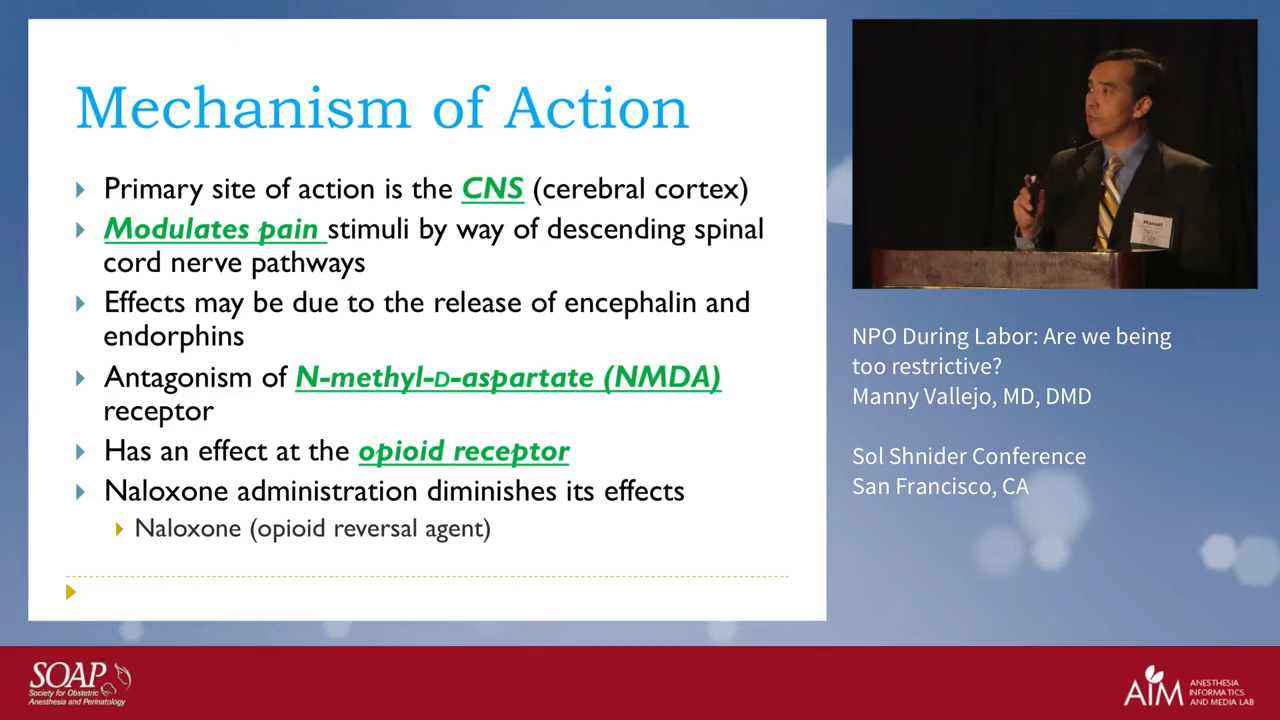 Mechanism of Action
Primary site of action is the CNS (cerebral cortex)
Modulates pain stimuli by way of descending spinal
cord nerve pathways
Effects may be due to the release of encephalin and
endorphins
Antagonism of N-methyl-D-aspartate (NMDA)
receptor
Has an effect at the opioid receptor
Naloxone administration diminishes its effects
Naloxone (opioid reversal agent)
Manuel
NPO During Labor: Are we being
too restrictive?
Manny Vallejo, MD, DMD
Sol Shnider Conference
San Francisco, CA
SOAP
Society for Obstetric
Anesthesia and Perinatology
AIM
ANESTHESIA
INFORMATICS
AND MEDIA LAB